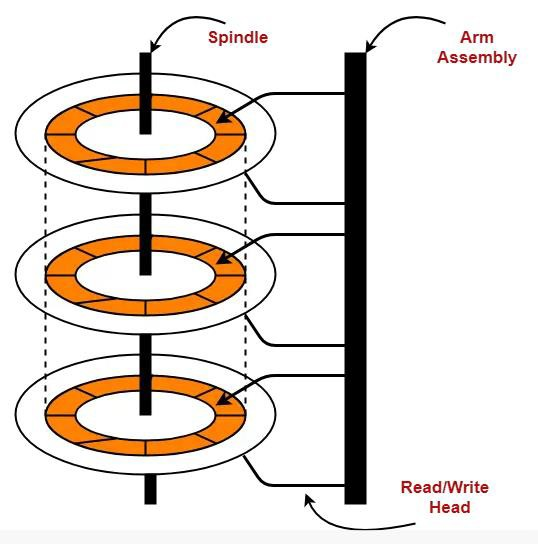 Spindle
Arm
Assembly
Read/Write
Head